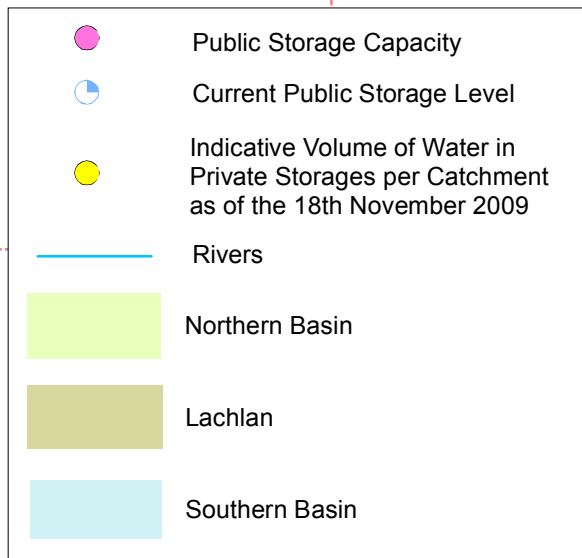 Public Storage Capacity
Current Public Storage Level
Indicative Volume of Water in
Private Storages per Catchment
as of the 18th November 2009
Rivers
Northern Basin
Lachlan
Southern Basin